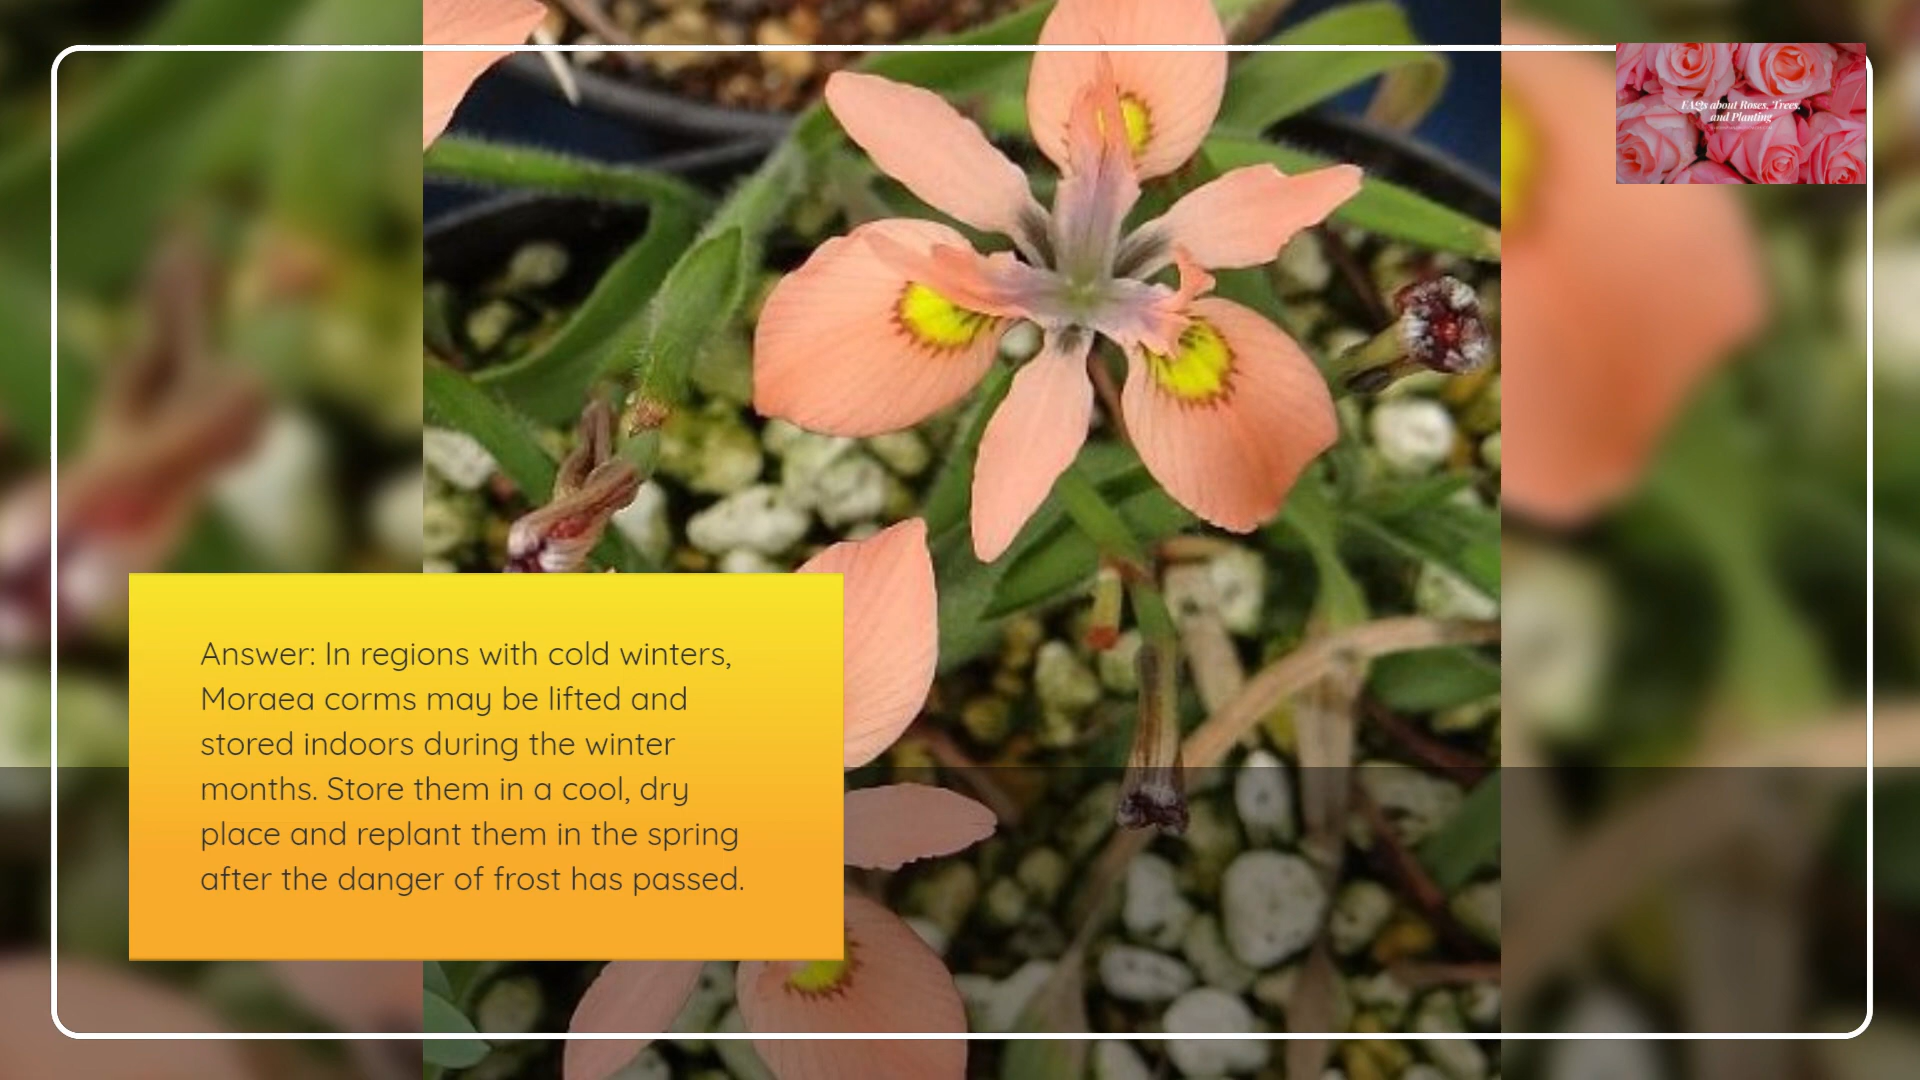 FAQs about Roses, Trees,
and Planting
Answer: In regions with cold winters,
Moraea corms may be lifted and
stored indoors during the winter
months. Store them in a cool, dry
place and replant them in the spring
after the danger of frost has passed.